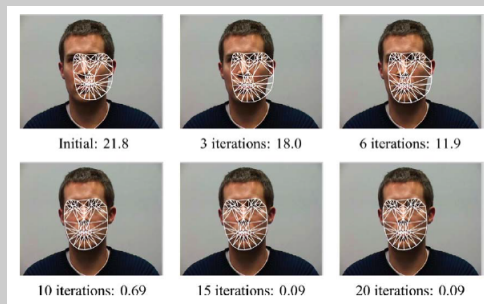 Initial: 21.8
3 iterations: 18.0
6 iterations: 11.9
10 iterations: 0.69
15 iterations: 0.09
20 iterations: 0.09